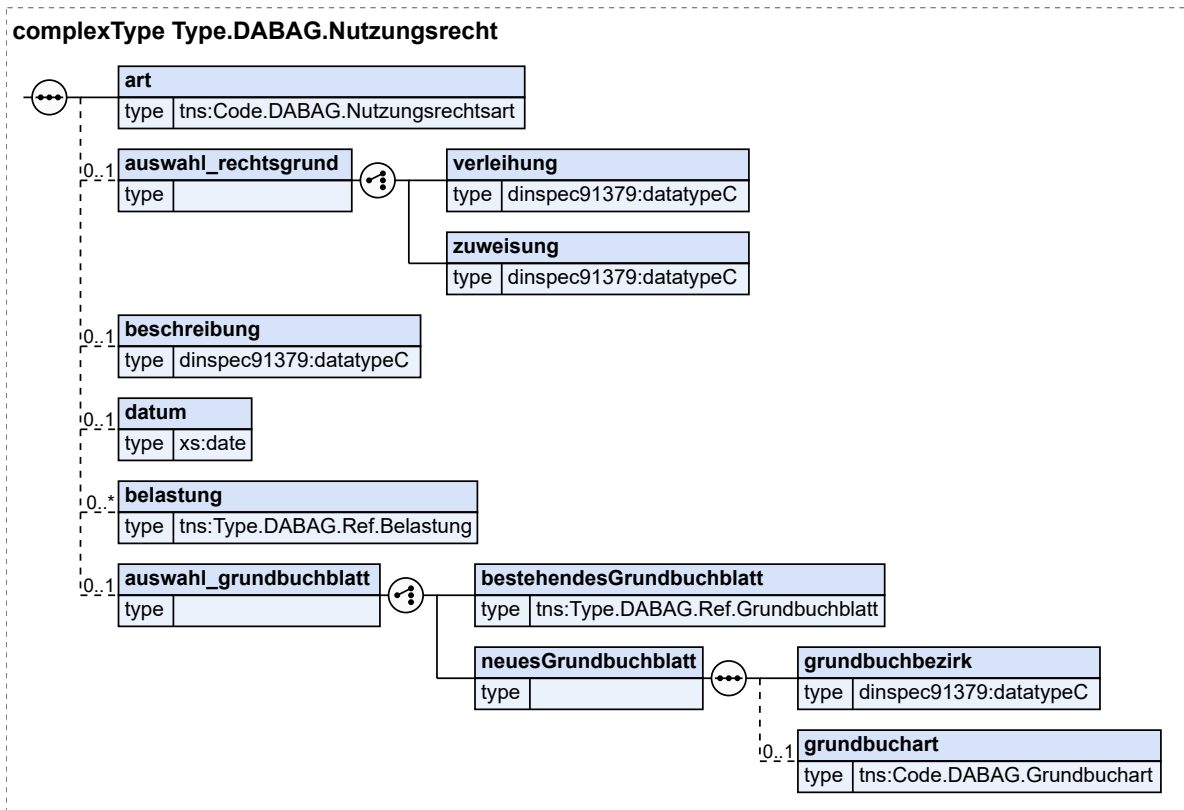 complexType Type.DABAG.Nutzungsrecht
art
type tns:Code.DABAG.Nutzungsrechtsart
0..1
auswahl_rechtsgrund
type
verleihung
type dinspec91379:datatypeC
zuweisung
type dinspec91379:datatypeC
0..1
beschreibung
type dinspec91379:datatypeC
0..1
datum
type xs:date
0..*
belastung
type tns:Type.DABAG.Ref.Belastung
0..1
auswahl_grundbuchblatt
type
bestehendesGrundbuchblatt
type tns:Type.DABAG.Ref.Grundbuchblatt
neuesGrundbuchblatt
type
grundbuchbezirk
type dinspec91379:datatypeC
0..1
grundbuchart
type tns:Code.DABAG.Grundbuchart